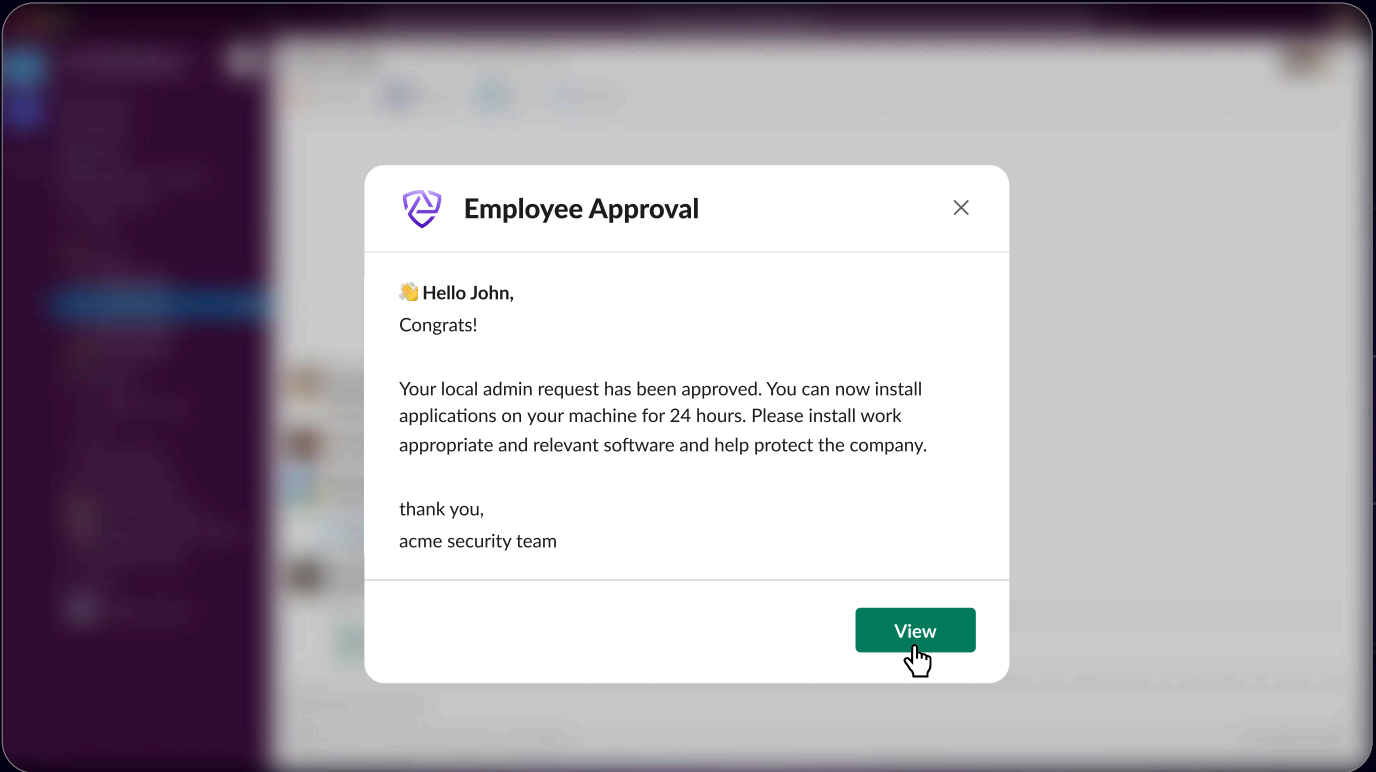 Employee Approval
👋 Hello John,
Congrats!
Your local admin request has been approved. You can now install
applications on your machine for 24 hours. Please install work
appropriate and relevant software and help protect the company.
thank you,
acme security team
View